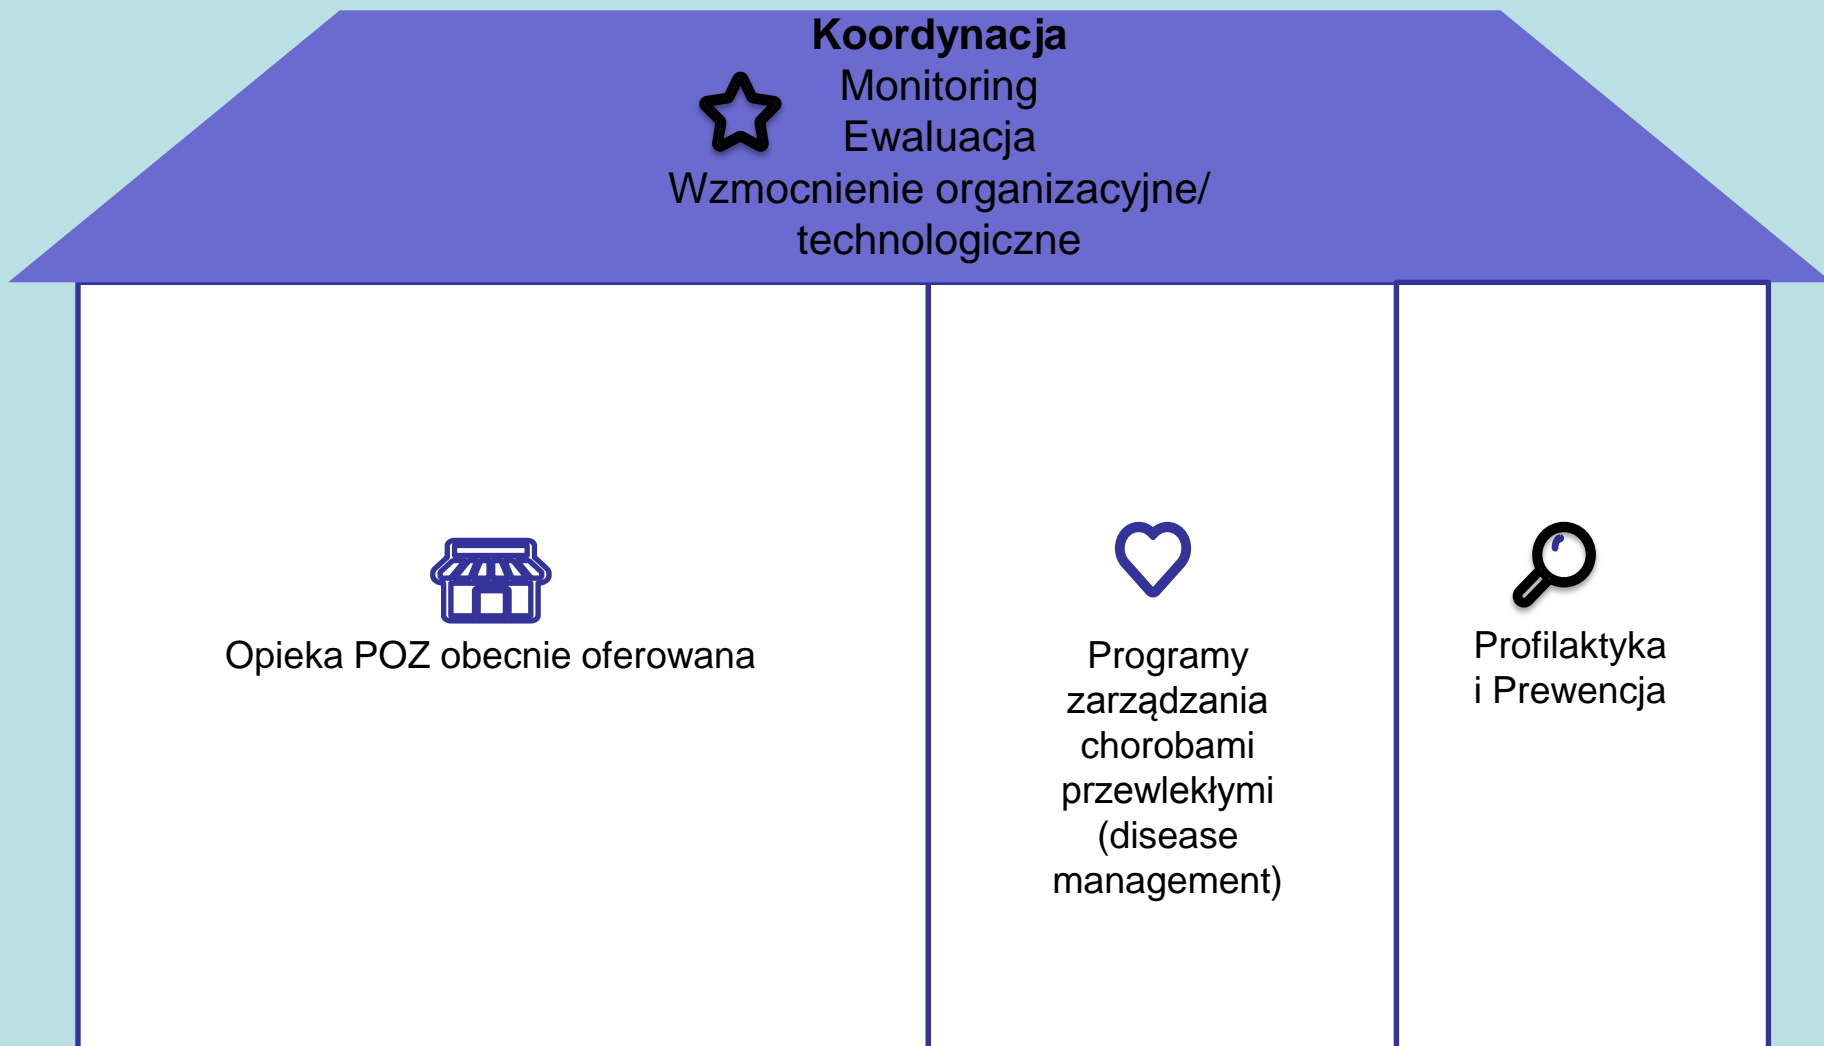 Koordynacja
Monitoring
Ewaluacja
Wzmocnienie organizacyjne/
technologiczne
Opieka POZ obecnie oferowana
Programy
zarządzania
chorobami
przewlekłymi
(disease
management)
Profilaktyka
i Prewencja